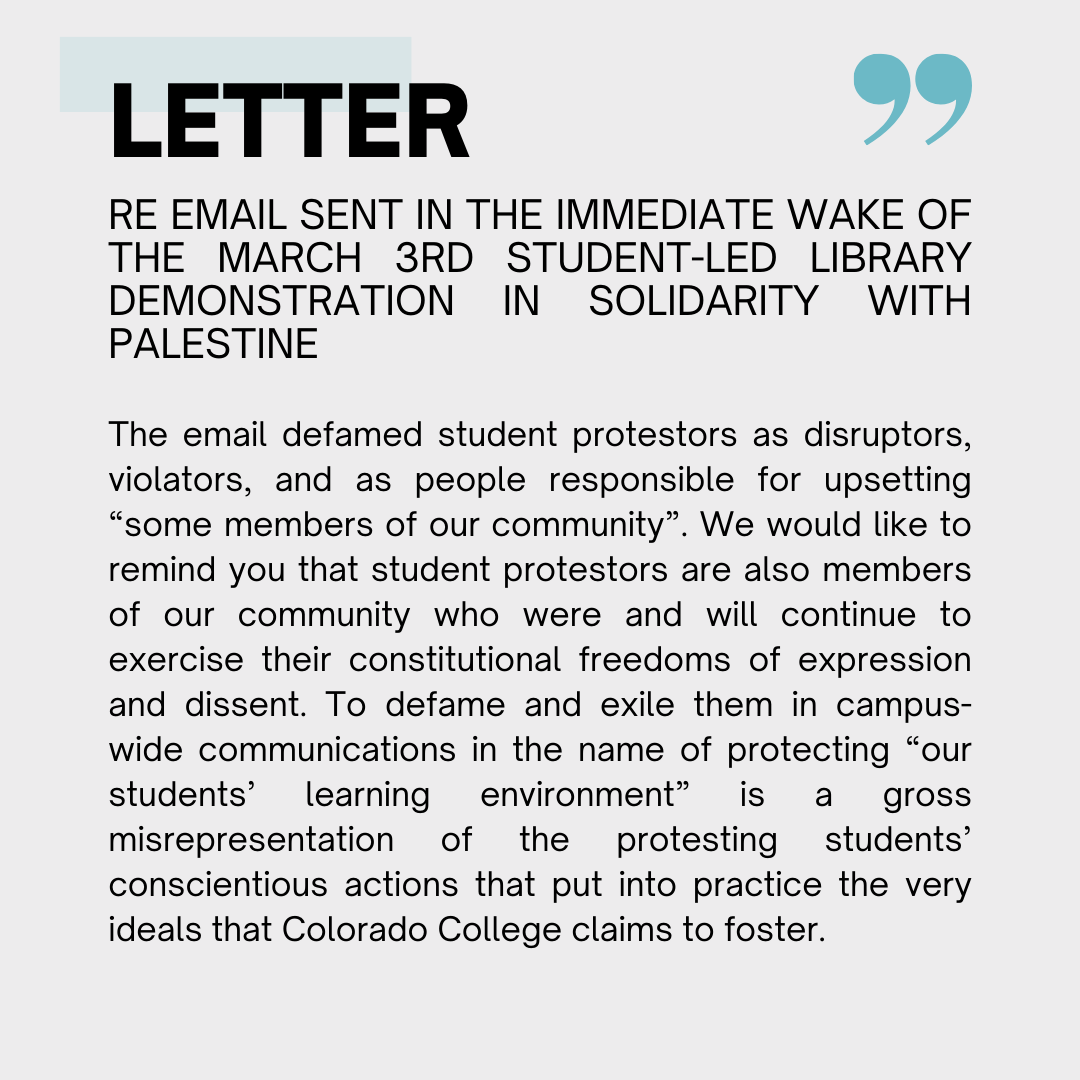 LETTER
”
RE EMAIL SENT IN THE IMMEDIATE WAKE OF
THE MARCH 3RD STUDENT-LED LIBRARY
DEMONSTRATION IN SOLIDARITY WITH
PALESTINE
The email defamed student protestors as disruptors,
violators, and as people responsible for upsetting
“some members of our community”. We would like to
remind you that student protestors are also members
of our community who were and will continue to
exercise their constitutional freedoms of expression
and dissent. To defame and exile them in campus-
wide communications in the name of protecting “our
students’ learning environment” is a gross
misrepresentation of the protesting students’
conscientious actions that put into practice the very
ideals that Colorado College claims to foster.